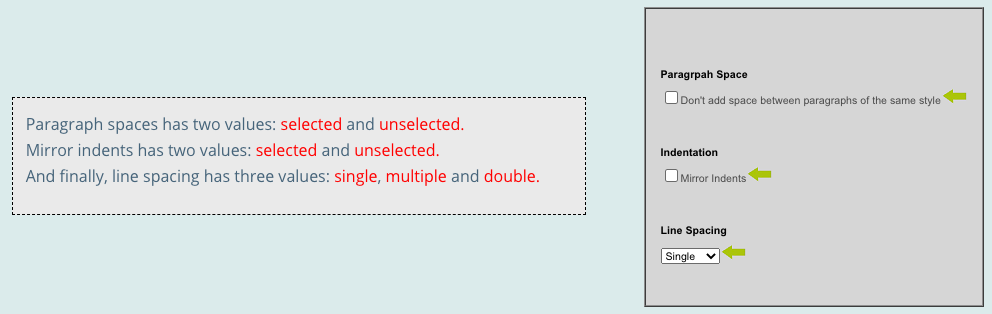 Paragraph spaces has two values: selected and unselected.
Mirror indents has two values: selected and unselected.
And finally, line spacing has three values: single, multiple and double.
Paragrpah Space
Don't add space between paragraphs of the same style
Indentation
Mirror Indents
Line Spacing
Single